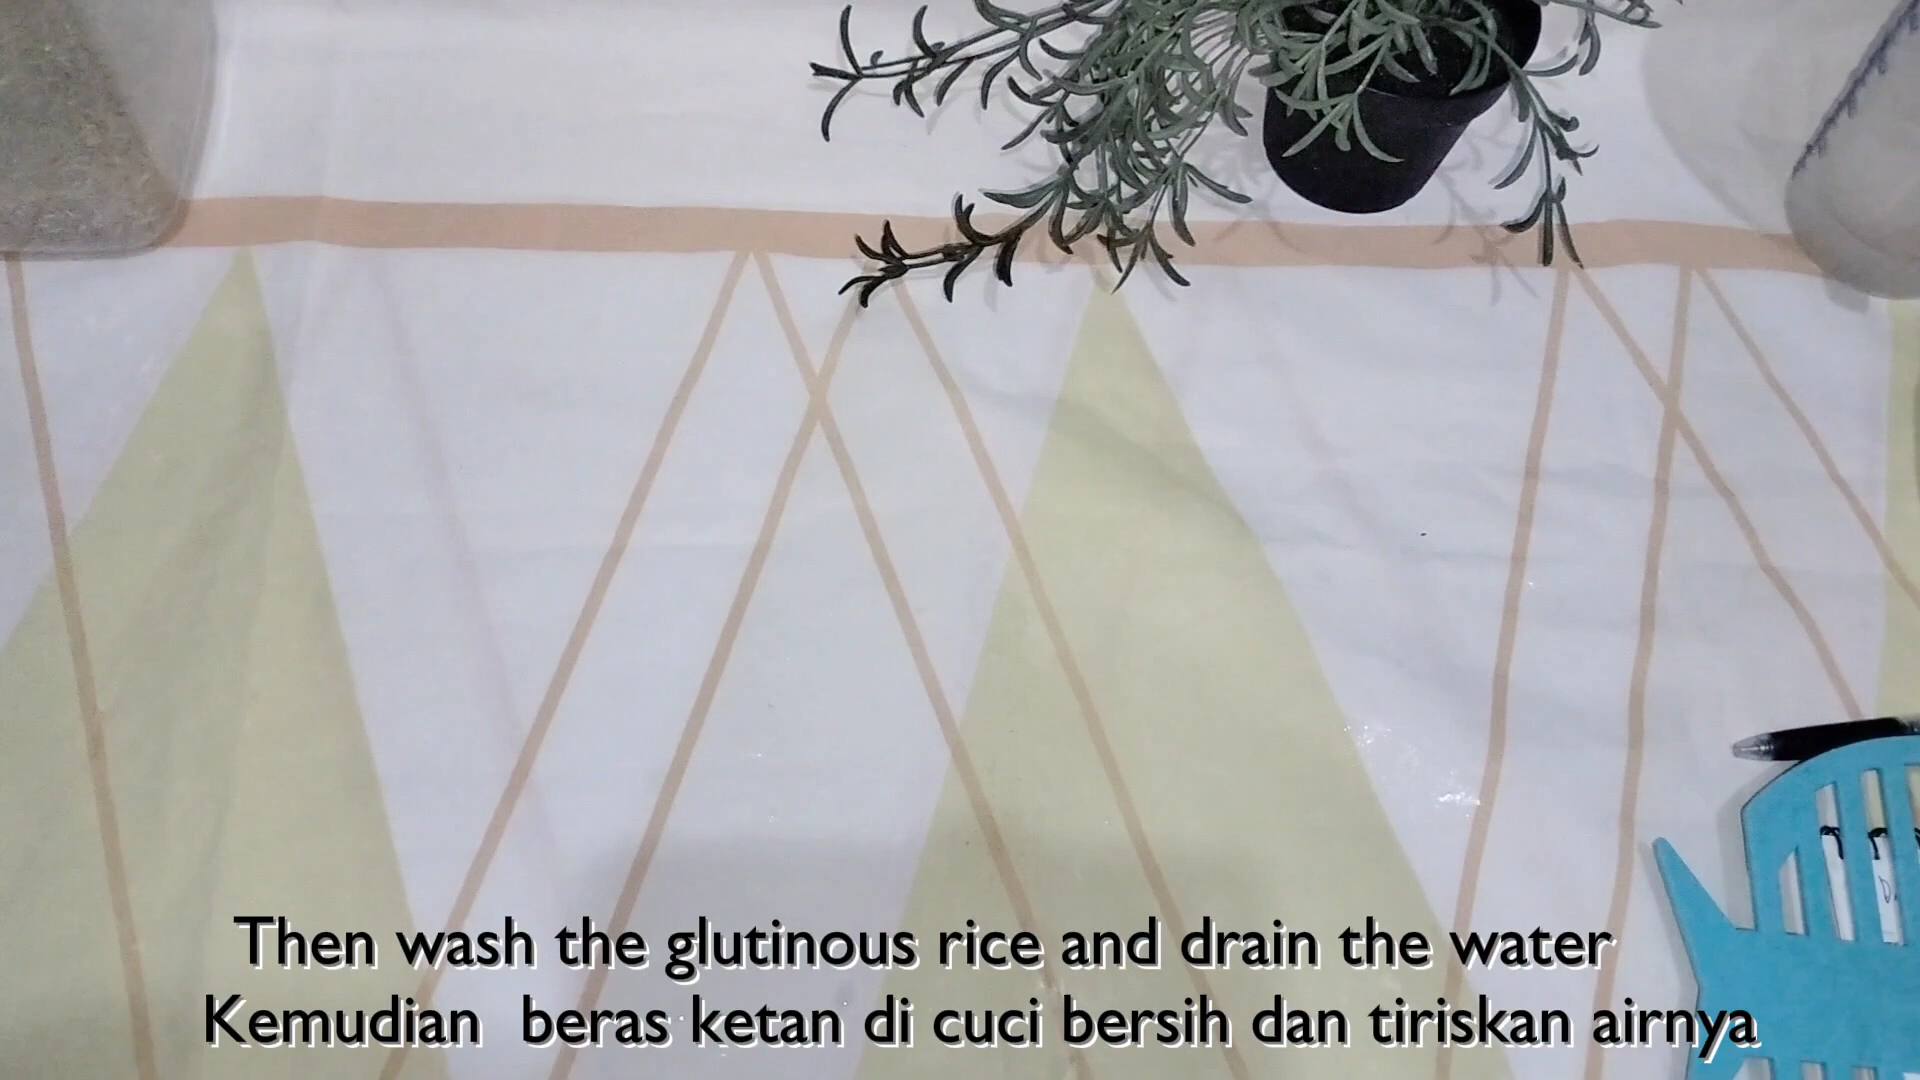 Then wash the glutinous rice and drain the water
Kemudian beras ketan di cuci bersih dan tiriskan airnya